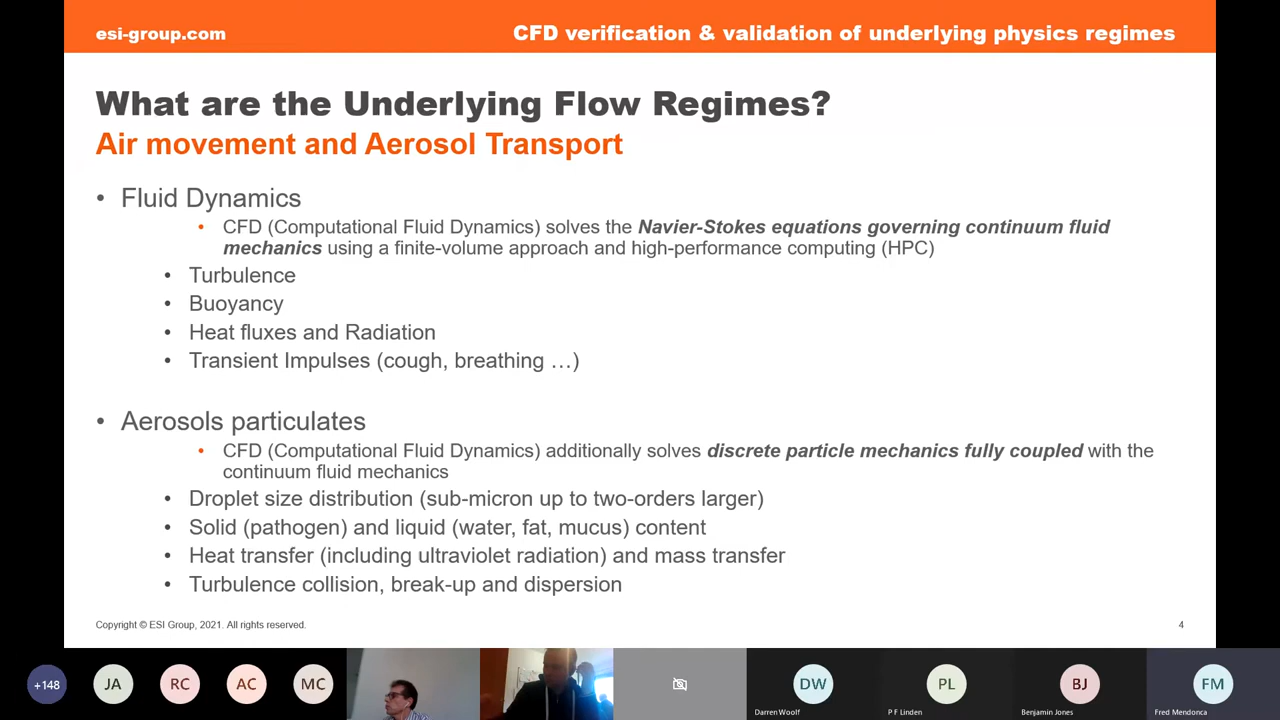 esi-group.com
CFD verification & validation of underlying physics regimes
What are the Underlying Flow Regimes?
Air movement and Aerosol Transport
• Fluid Dynamics
• CFD (Computational Fluid Dynamics) solves the Navier-Stokes equations governing continuum fluid
mechanics using a finite-volume approach and high-performance computing (HPC)
• Turbulence
• Buoyancy
• Heat fluxes and Radiation
• Transient Impulses (cough, breathing …)
• Aerosols particulates
• CFD (Computational Fluid Dynamics) additionally solves discrete particle mechanics fully coupled with the
continuum fluid mechanics
• Droplet size distribution (sub-micron up to two-orders larger)
• Solid (pathogen) and liquid (water, fat, mucus) content
• Heat transfer (including ultraviolet radiation) and mass transfer
• Turbulence collision, break-up and dispersion
Copyright © ESI Group, 2021. All rights reserved.
4
+148
JA
RC
AC
MC
DW
PL
BJ
FM
Darren Woolf
P F Linden
Benjamin Jones
Fred Mendonca